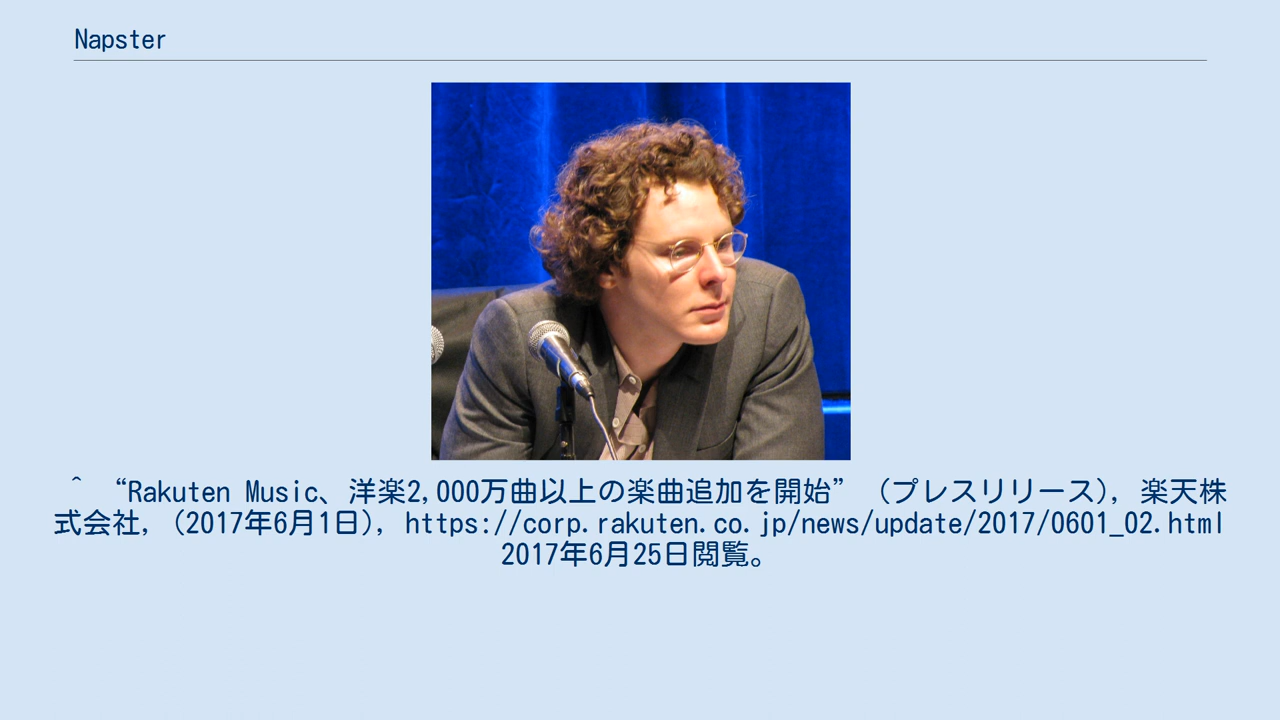 Napster
^ “Rakuten Music、洋楽2,000万曲以上の楽曲追加を開始” （プレスリリース）, 楽天株
式会社, （2017年6月1日）, https://corp.rakuten.co.jp/news/update/2017/0601_02.html
2017年6月25日閲覧。